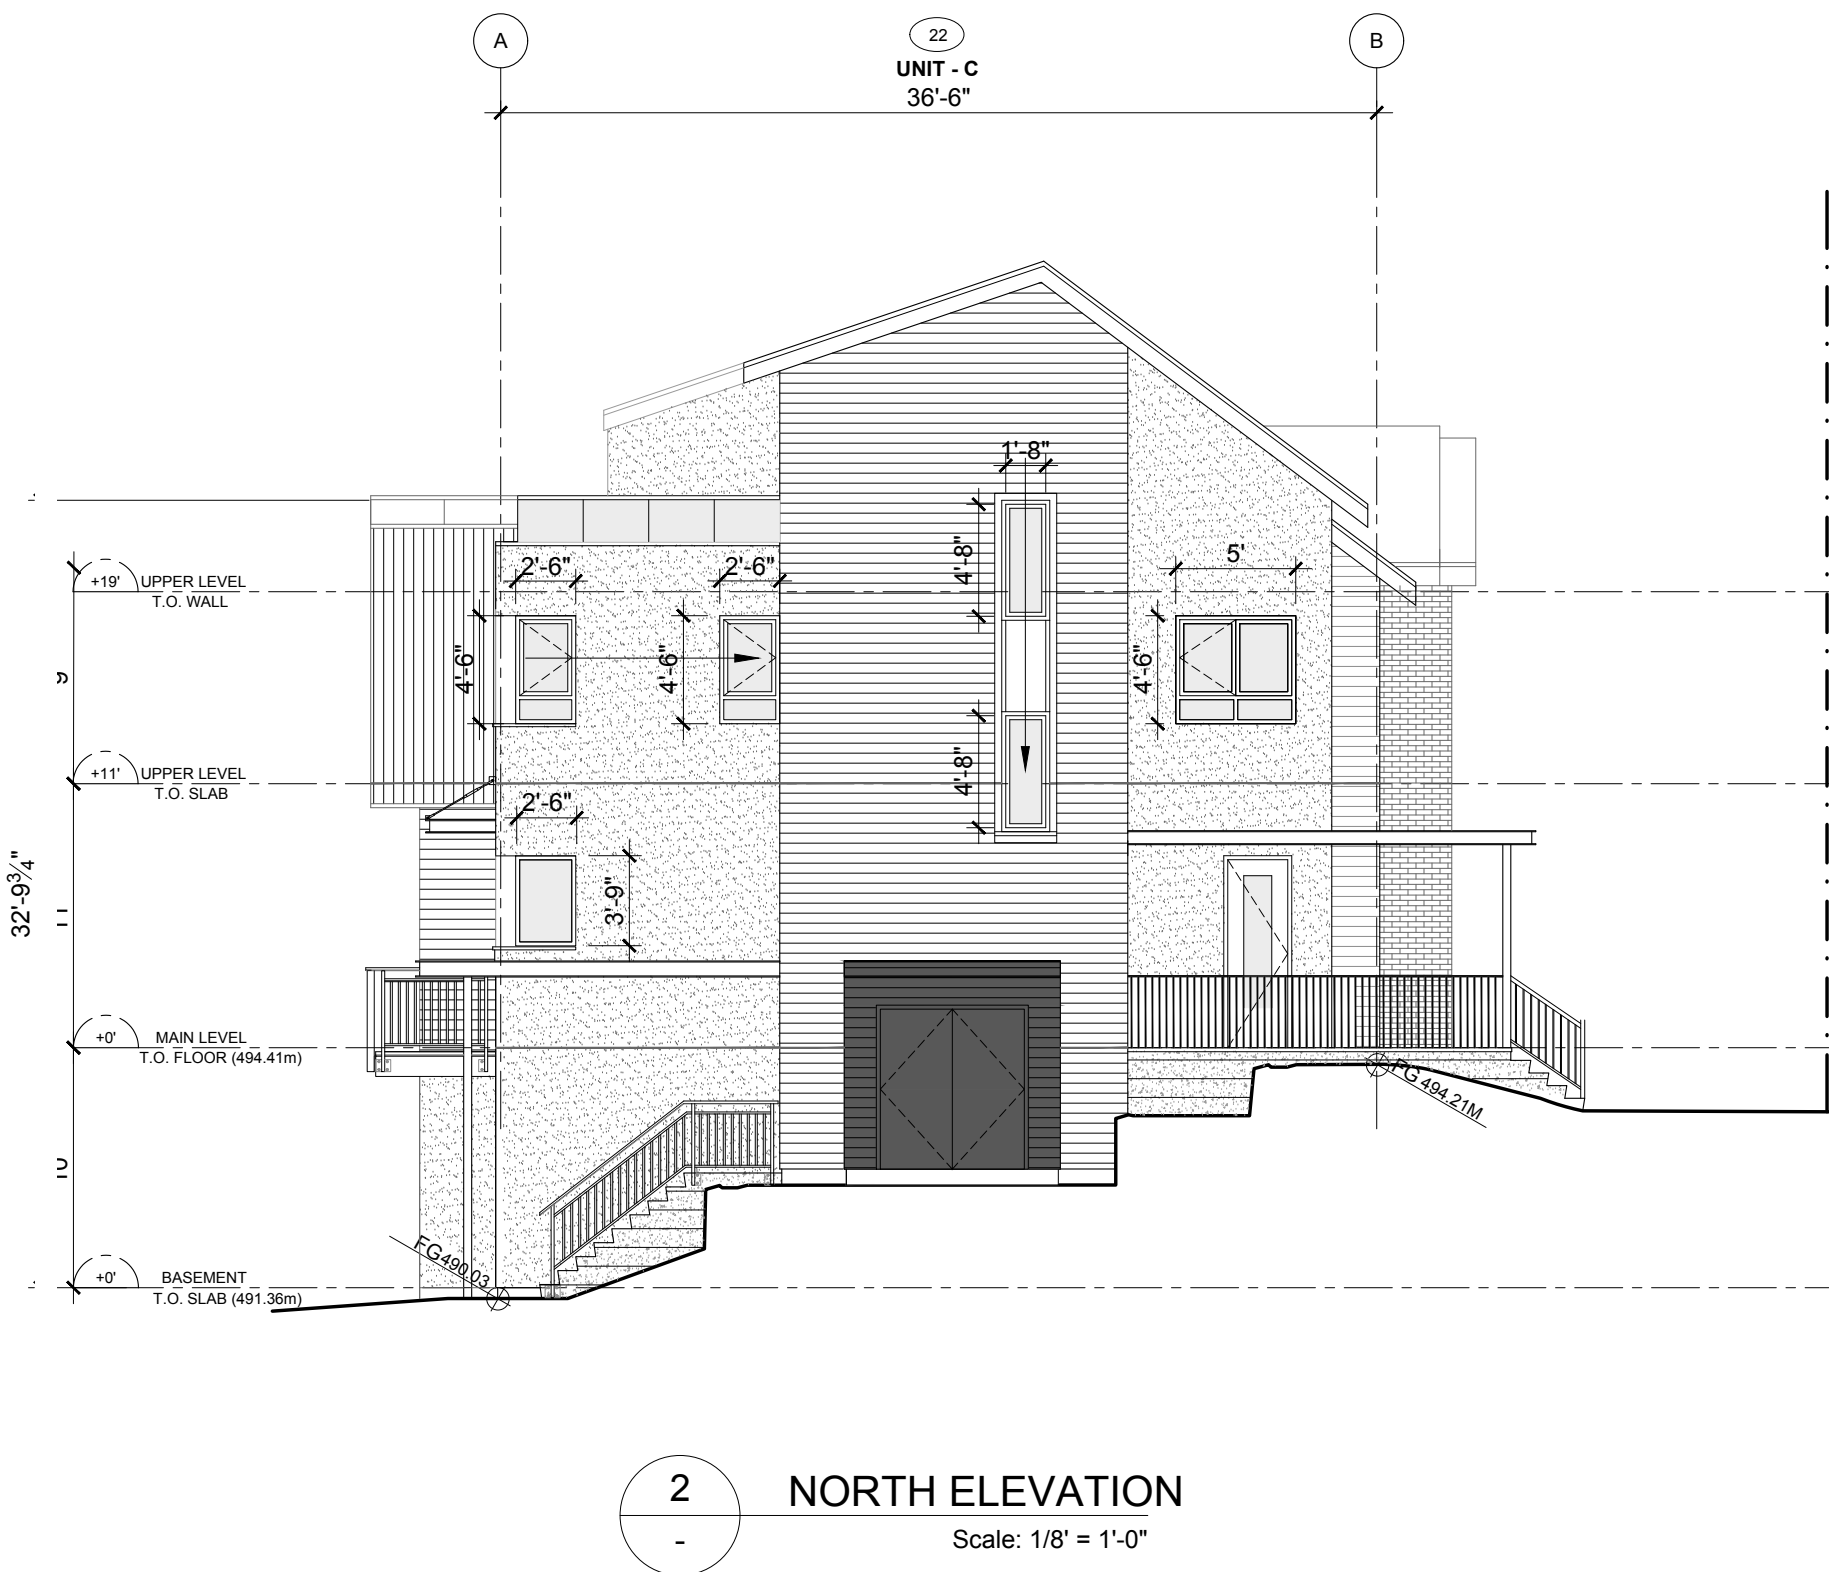 A
22
B
UNIT - C
36'-6"
1'-8"
4'-8"
5'
2'-6"
2'-6"
+19'
UPPER LEVEL
T.O. WALL
4'-6"
4'-6"
4'-6"
4'-8"
+11'
UPPER LEVEL
T.O. SLAB
2'-6"
32'-9¾"
3'-9"
+0'
MAIN LEVEL
T.O. FLOOR (494.41m)
FG 494.21M
FG490.03
+0'
BASEMENT
T.O. SLAB (491.36m)
2
NORTH ELEVATION
-
Scale: 1/8' = 1'-0"